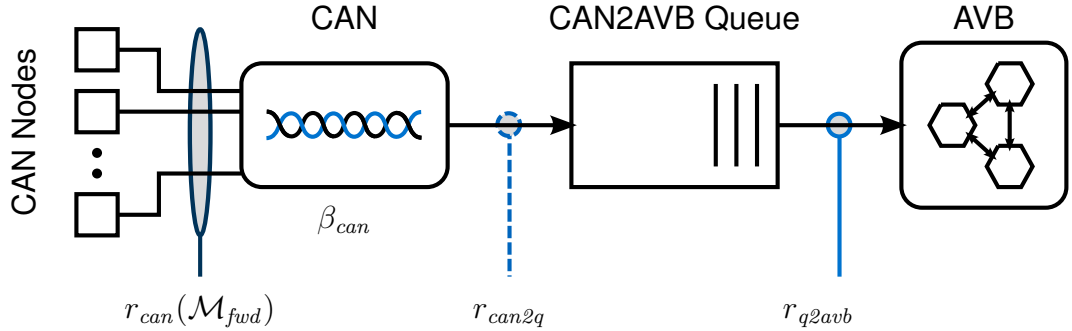 CAN
CAN2AVB Queue
AVB
CAN Nodes
β_can
r_can(ℳ_fwd)
r_can2q
r_q2avb